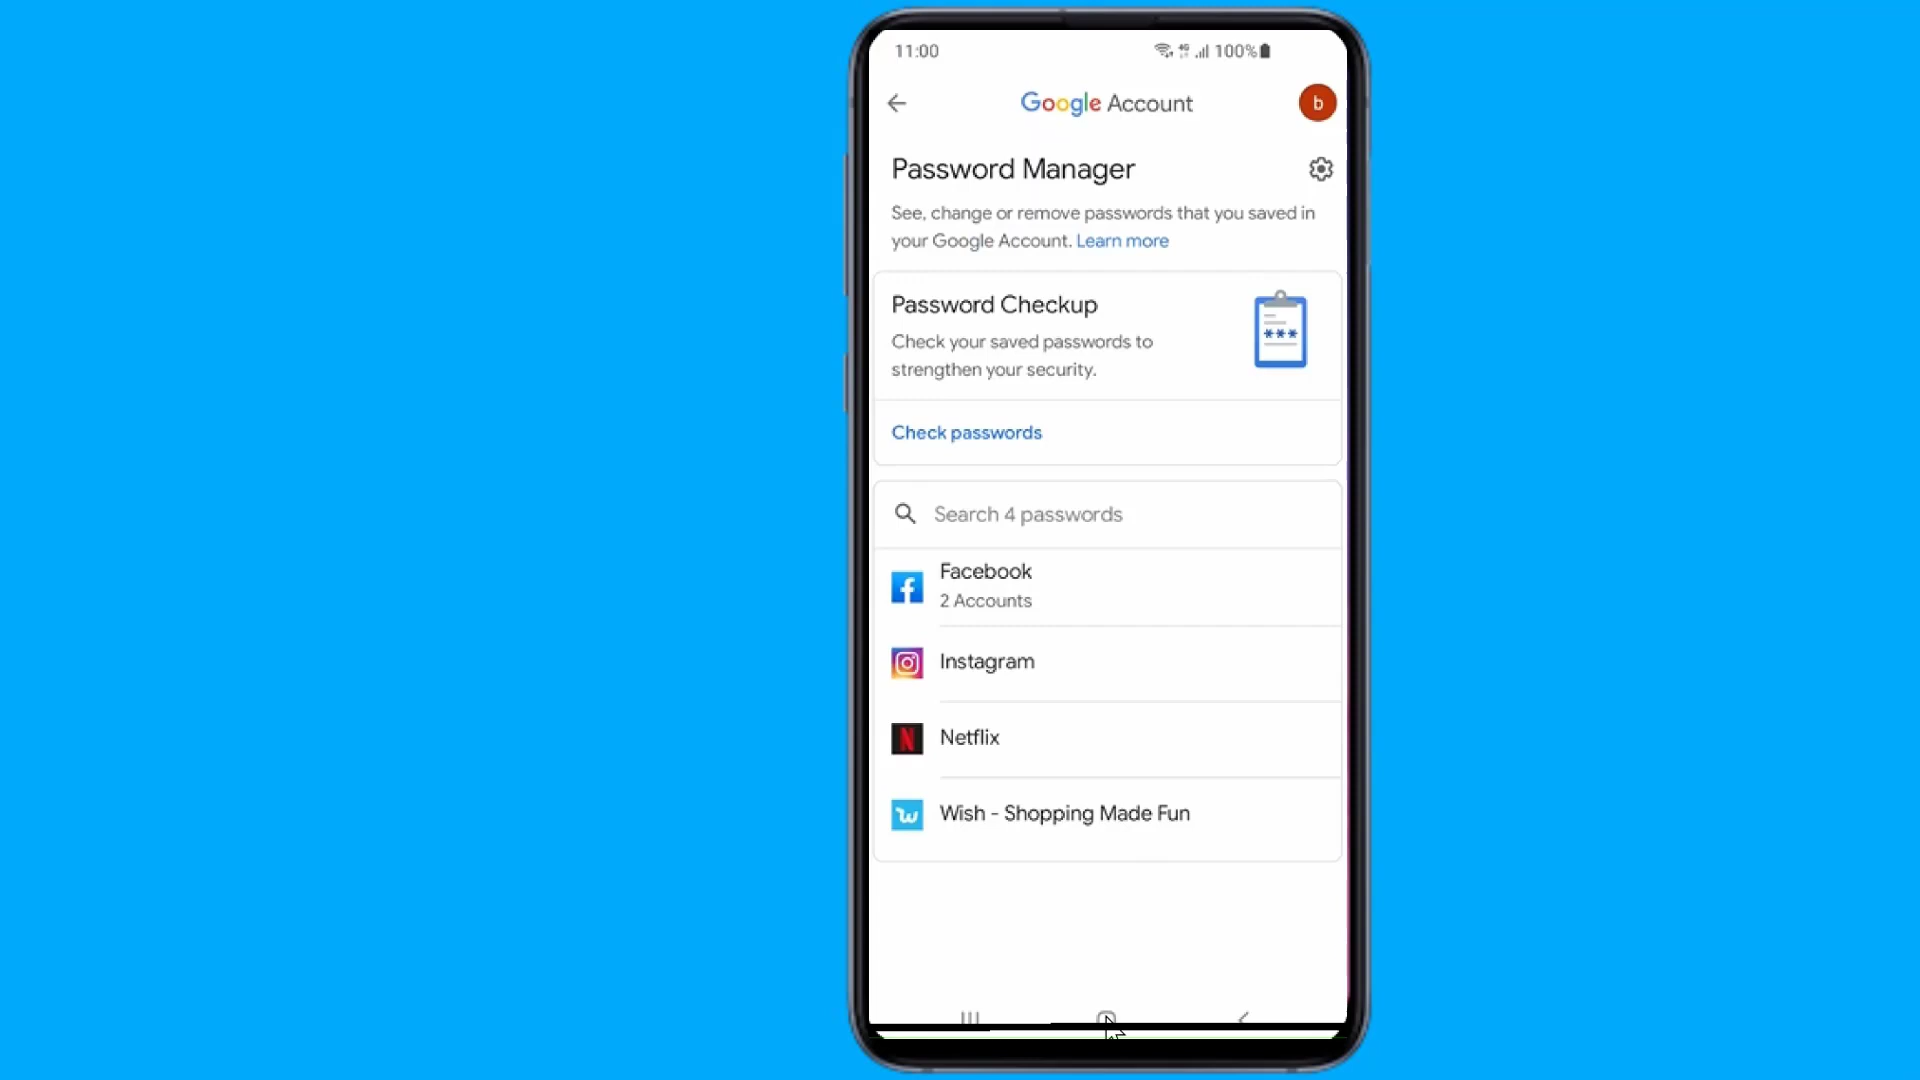 11:00 4G 100%
Google Account b
Password Manager
See, change or remove passwords that you saved in
your Google Account. Learn more
Password Checkup
Check your saved passwords to
strengthen your security.
***
Check passwords
Search 4 passwords
Facebook
2 Accounts
Instagram
Netflix
Wish - Shopping Made Fun